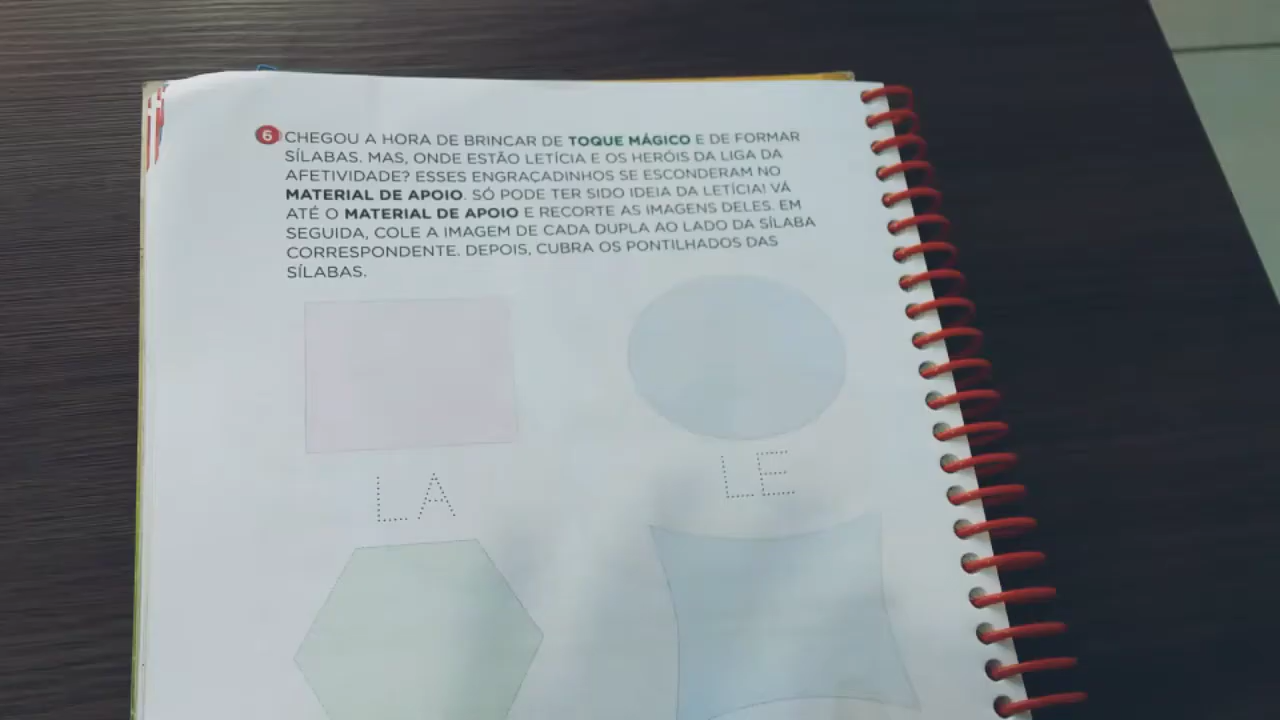 6 CHEGOU A HORA DE BRINCAR DE TOQUE MÁGICO E DE FORMAR
SÍLABAS. MAS, ONDE ESTÃO LETÍCIA E OS HERÓIS DA LIGA DA
AFETIVIDADE? ESSES ENGRAÇADINHOS SE ESCONDERAM NO
MATERIAL DE APOIO. SÓ PODE TER SIDO IDEIA DA LETÍCIA! VÁ
ATÉ O MATERIAL DE APOIO E RECORTE AS IMAGENS DELES. EM
SEGUIDA, COLE A IMAGEM DE CADA DUPLA AO LADO DA SÍLABA
CORRESPONDENTE. DEPOIS, CUBRA OS PONTILHADOS DAS
SÍLABAS.
LA
LE